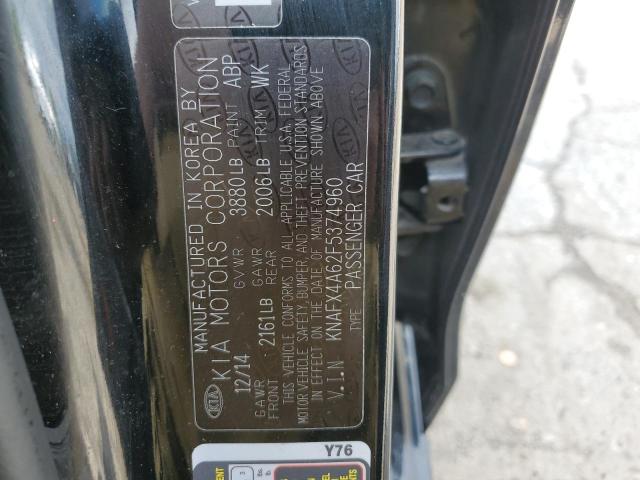 MANUFACTURED IN KOREA BY
KIA MOTORS CORPORATION
12/14 GVWR 3880LB PAINT ABP
GAWR FRONT 2161LB GAWR REAR 2006LB TRIM WK
THIS VEHICLE CONFORMS TO ALL APPLICABLE U.S.A. FEDERAL
MOTOR VEHICLE SAFETY, BUMPER, AND THEFT PREVENTION STANDARDS
IN EFFECT ON THE DATE OF MANUFACTURE SHOWN ABOVE
V.I.N KNAFX4A62F5374960
TYPE PASSENGER CAR
KIA
Y76